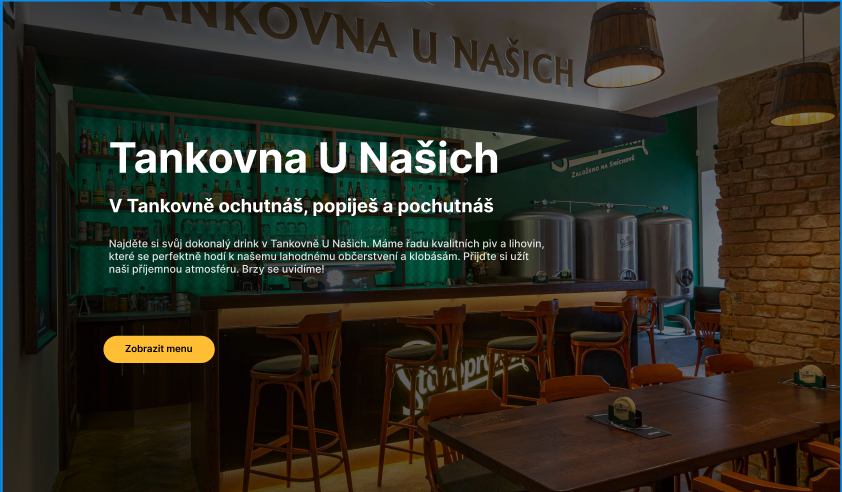 TANKOVNA U NAŠICH
ZALOŽENO NA SMÍCHOVĚ
Tankovna U Našich
V Tankovně ochutnáš, popiješ a pochutnáš
Najděte si svůj dokonalý drink v Tankovně U Našich. Máme řadu kvalitních piv a lihovin,
které se perfektně hodí k našemu lahodnému občerstvení a klobásám. Přijďte si užít
naši příjemnou atmosféru. Brzy se uvidíme!
Zobrazit menu